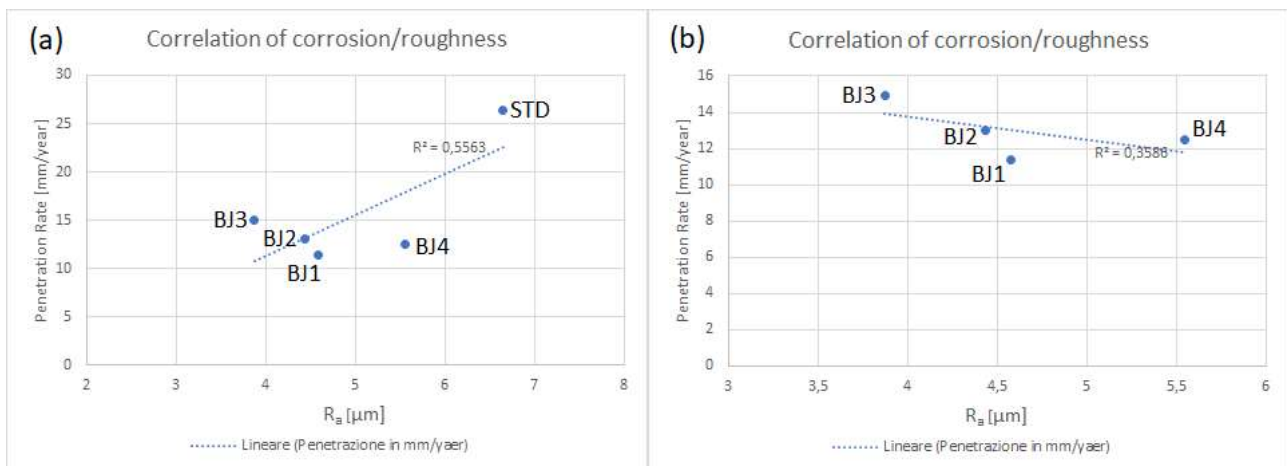 (a)
Correlation of corrosion/roughness
Penetration Rate [mm/year]
30
25
20
15
10
5
0
STD
R² = 0,5563
BJ3
BJ2
BJ1
BJ4
2 3 4 5 6 7 8
Rₐ [µm]
Lineare (Penetrazione in mm/yaer)
(b)
Correlation of corrosion/roughness
Penetration Rate [mm/year]
16
14
12
10
8
6
4
2
0
BJ3
BJ2
BJ1
BJ4
R² = 0,3586
3 3,5 4 4,5 5 5,5 6
Rₐ [µm]
Lineare (Penetrazione in mm/yaer)